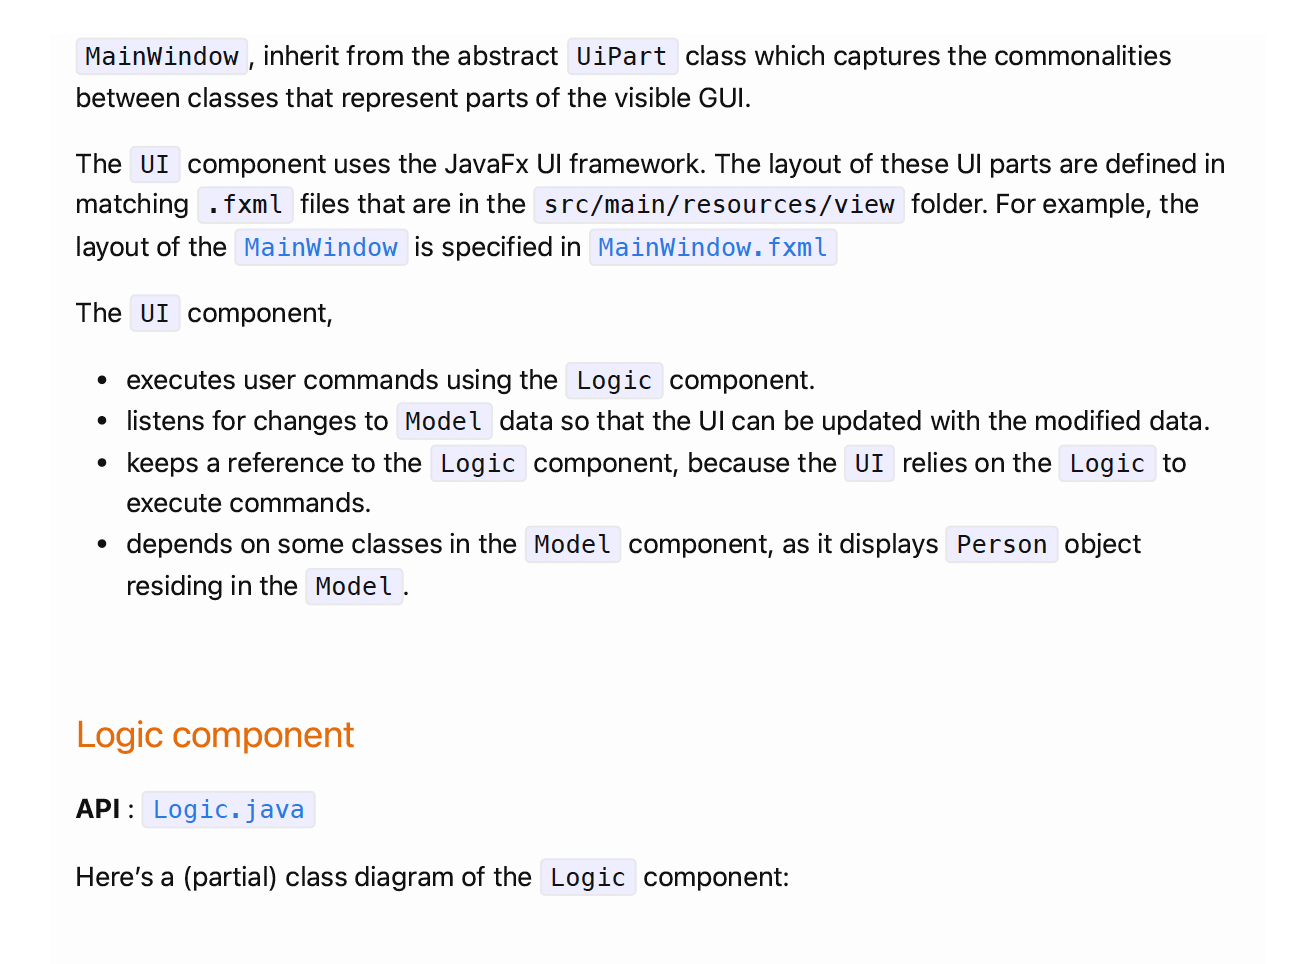 MainWindow, inherit from the abstract UiPart class which captures the commonalities
between classes that represent parts of the visible GUI.
The UI component uses the JavaFx UI framework. The layout of these UI parts are defined in
matching .fxml files that are in the src/main/resources/view folder. For example, the
layout of the MainWindow is specified in MainWindow.fxml
The UI component,
• executes user commands using the Logic component.
• listens for changes to Model data so that the UI can be updated with the modified data.
• keeps a reference to the Logic component, because the UI relies on the Logic to
execute commands.
• depends on some classes in the Model component, as it displays Person object
residing in the Model.
Logic component
API : Logic.java
Here’s a (partial) class diagram of the Logic component: